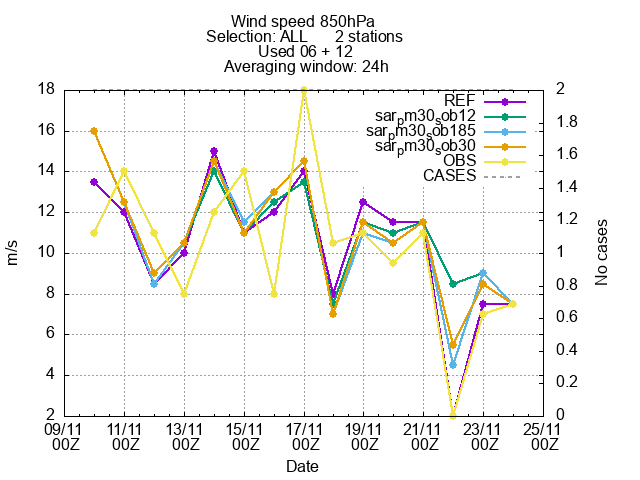 Wind speed 850hPa
Selection: ALL 2 stations
Used 06 + 12
Averaging window: 24h
18 2
REF
sarpm30sob12
1.8
16
sarpm30sob185
sarpm30sob30
1.6
OBS
14
CASES
1.4
12 1.2
m/s
10 1
No cases
0.8
8
0.6
6
0.4
4
0.2
2 0
09/11 11/11 13/11 15/11 17/11 19/11 21/11 23/11 25/11
00Z 00Z 00Z 00Z 00Z 00Z 00Z 00Z 00Z
Date